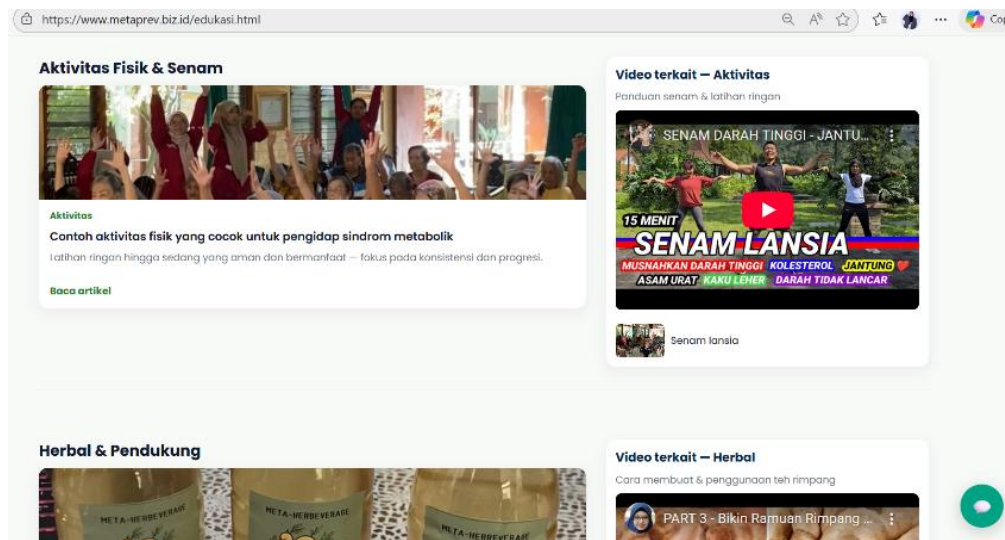 https://www.metaprev.biz.id/edukasi.html
Aktivitas Fisik & Senam
Aktivitas
Contoh aktivitas fisik yang cocok untuk pengidap sindrom metabolik
Latihan ringan hingga sedang yang aman dan bermanfaat — fokus pada konsistensi dan progresi.
Baca artikel
Video terkait — Aktivitas
Panduan senam & latihan ringan
SENAM DARAH TINGGI - JANTU...
15 MENIT
SENAM LANSIA
MUSNAHKAN DARAH TINGGI KOLESTEROL JANTUNG
ASAM URAT KAKU LEHER DARAH TIDAK LANCAR
Senam lansia
Herbal & Pendukung
META-HERBEVERAGE
META-HERBEVERAGE
META-HERBEVERAGE
Video terkait — Herbal
Cara membuat & penggunaan teh rimpang
PART 3 - Bikin Ramuan Rimpang ...